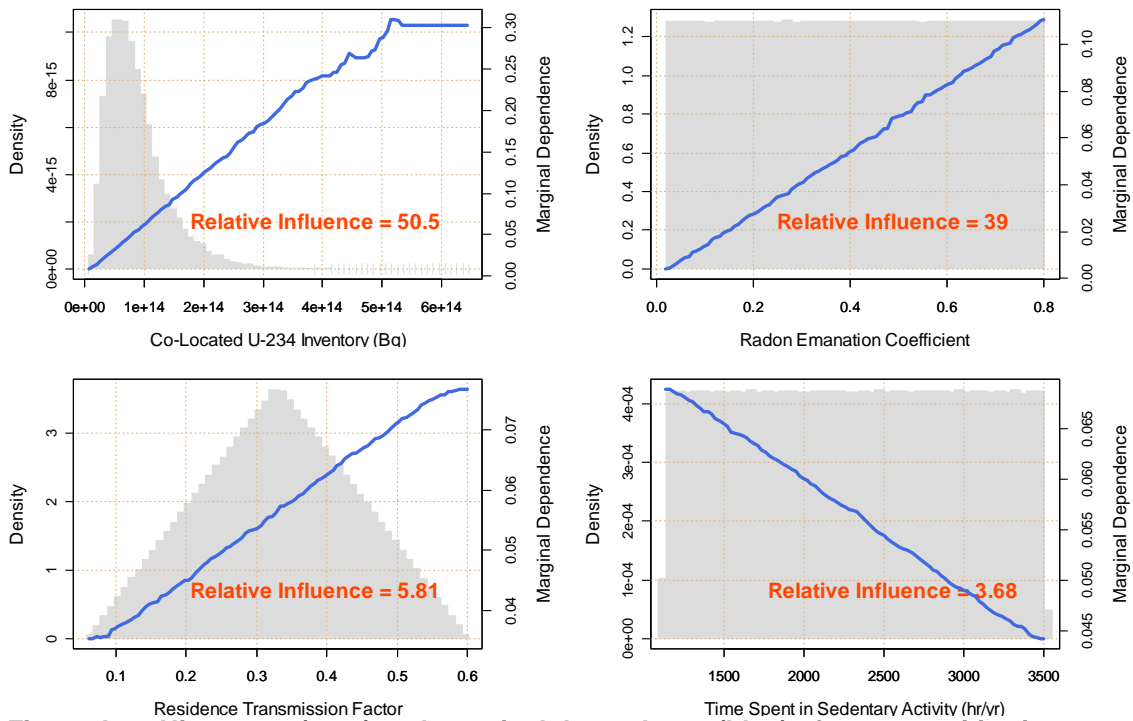 Density
0e+00
4e-15
8e-15
Relative Influence = 50.5
0.00
0.05
0.10
0.15
0.20
0.25
0.30
Marginal Dependence
0e+00
1e+14
2e+14
3e+14
4e+14
5e+14
6e+14
Co-Located U-234 Inventory (Bq)
Density
0.0
0.2
0.4
0.6
0.8
1.0
1.2
Relative Influence = 39
0.00
0.02
0.04
0.06
0.08
0.10
Marginal Dependence
0.0
0.2
0.4
0.6
0.8
Radon Emanation Coefficient
Density
0
1
2
3
Relative Influence = 5.81
0.04
0.05
0.06
0.07
Marginal Dependence
0.1
0.2
0.3
0.4
0.5
0.6
Residence Transmission Factor
Density
0e+00
1e-04
2e-04
3e-04
4e-04
Relative Influence = 3.68
0.045
0.050
0.055
0.060
0.065
Marginal Dependence
1500
2000
2500
3000
3500
Time Spent in Sedentary Activity (hr/yr)